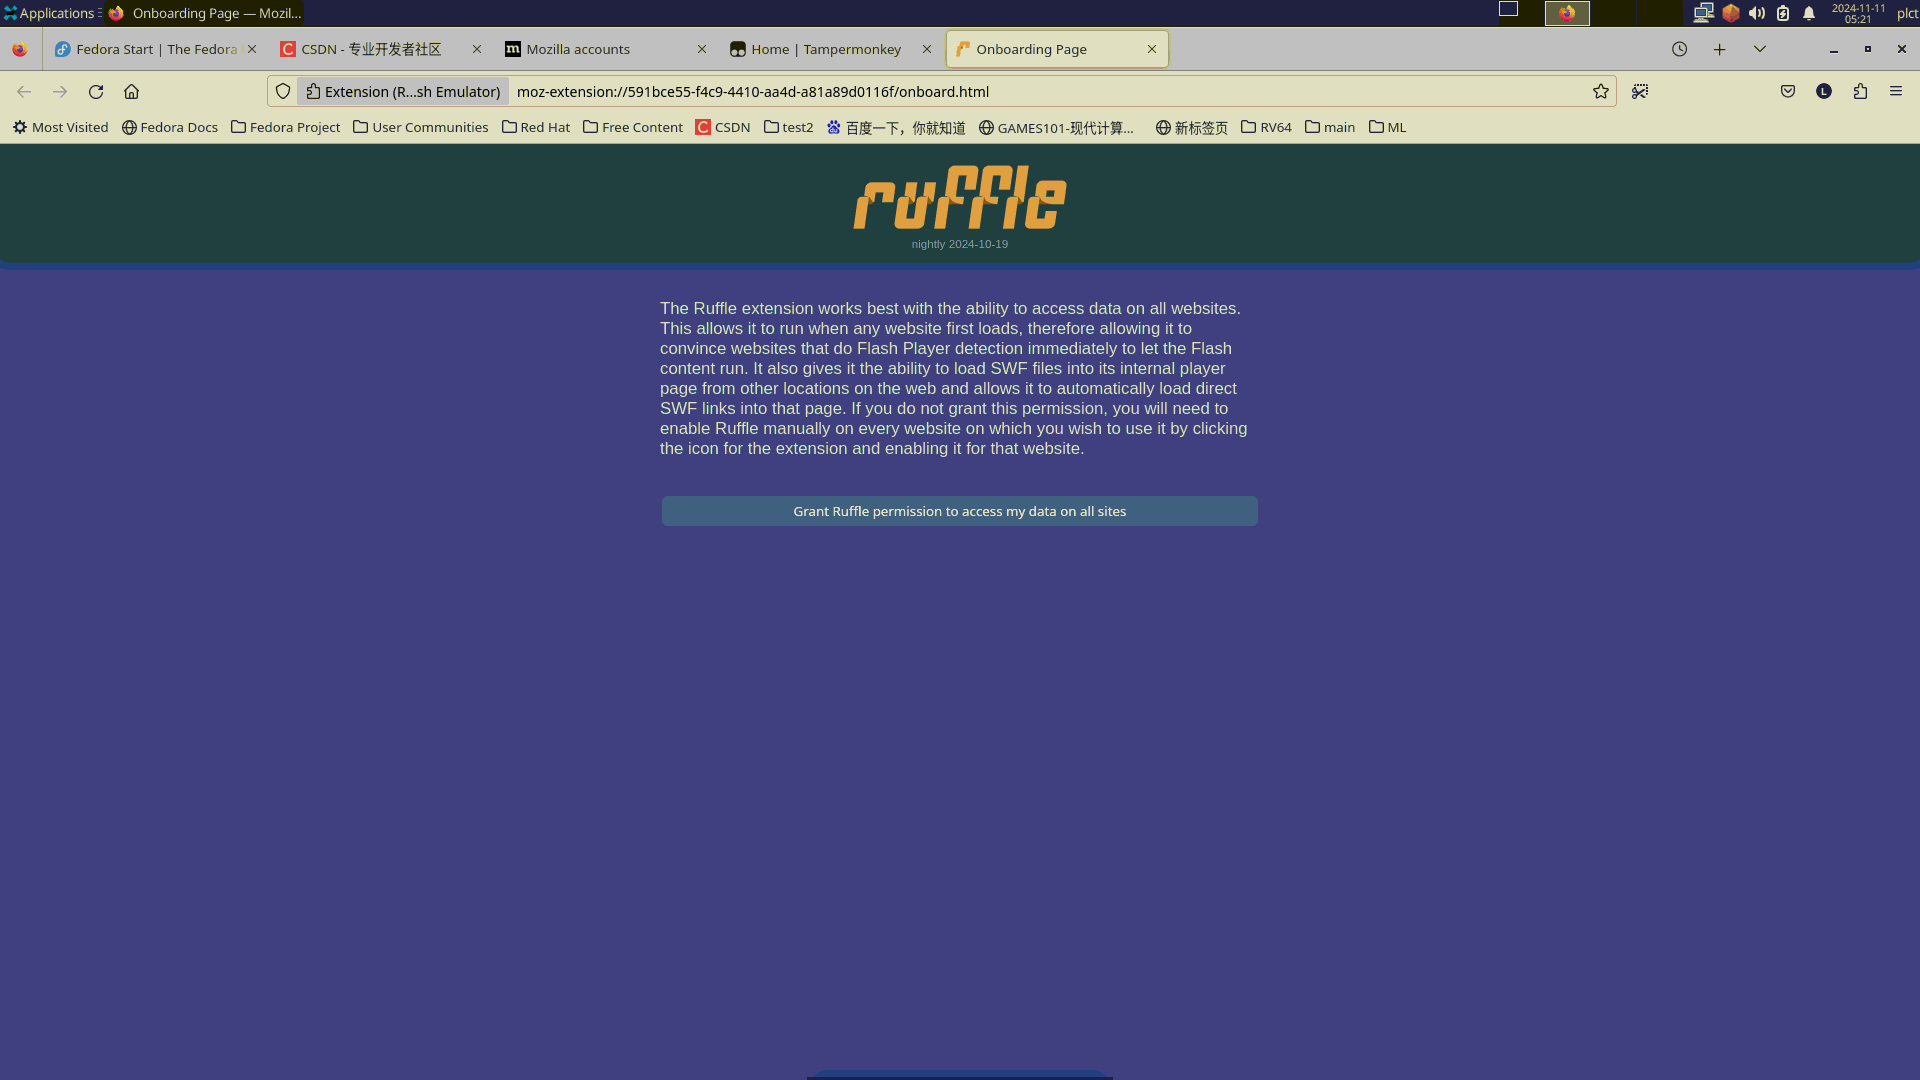 Applications
Onboarding Page — Mozil...
2024-11-11
05:21
plct
Fedora Start | The Fedora
CSDN - 专业开发者社区
Mozilla accounts
Home | Tampermonkey
Onboarding Page
Extension (R...sh Emulator)
moz-extension://591bce55-f4c9-4410-aa4d-a81a89d0116f/onboard.html
L
Most Visited
Fedora Docs
Fedora Project
User Communities
Red Hat
Free Content
CSDN
test2
百度一下，你就知道
GAMES101-现代计算...
新标签页
RV64
main
ML
ruffle
nightly 2024-10-19
The Ruffle extension works best with the ability to access data on all websites.
This allows it to run when any website first loads, therefore allowing it to
convince websites that do Flash Player detection immediately to let the Flash
content run. It also gives it the ability to load SWF files into its internal player
page from other locations on the web and allows it to automatically load direct
SWF links into that page. If you do not grant this permission, you will need to
enable Ruffle manually on every website on which you wish to use it by clicking
the icon for the extension and enabling it for that website.
Grant Ruffle permission to access my data on all sites